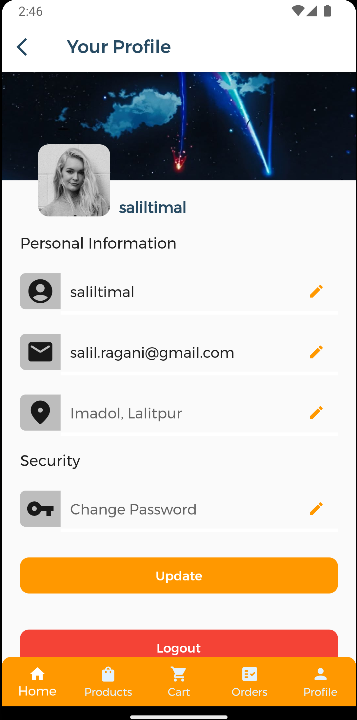 2:46
Your Profile
saliltimal
Personal Information
saliltimal
salil.ragani@gmail.com
Imadol, Lalitpur
Security
Change Password
Update
Logout
Home Products Cart Orders Profile